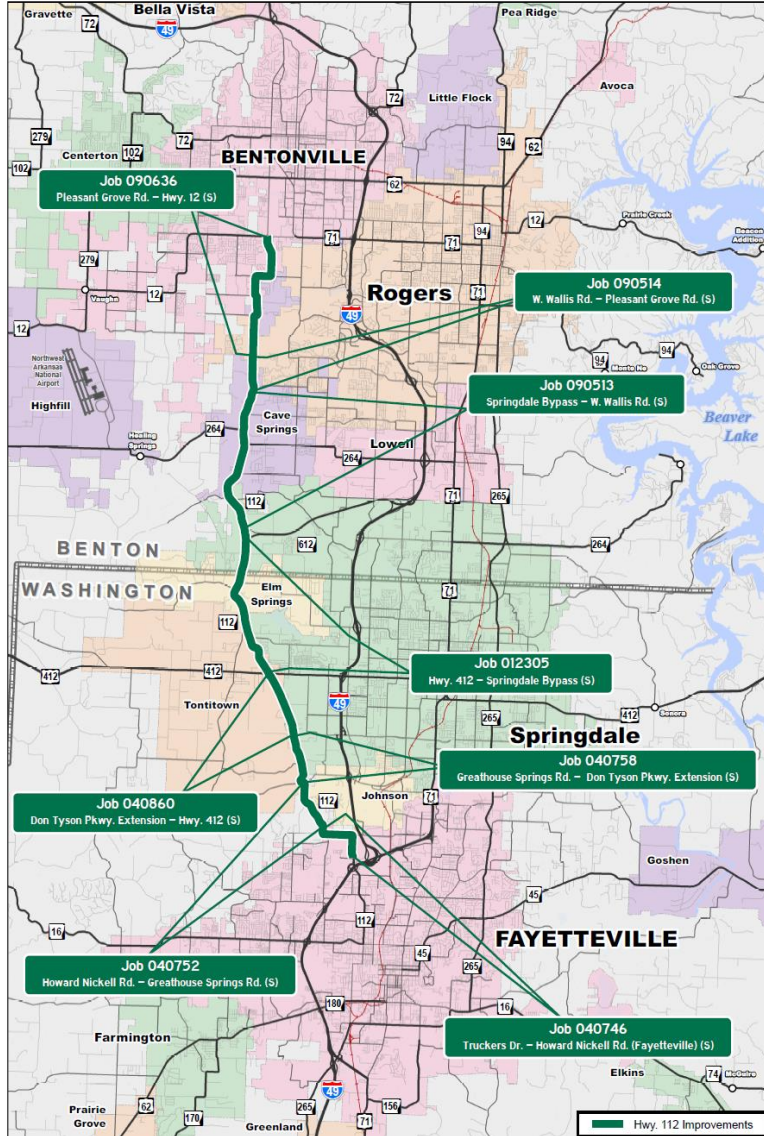 Gravette
Bella Vista
72
49
Pea Ridge
Avoca
Little Flock
72
279
Centerton
72
102
102
BENTONVILLE
94
62
62
Job 090636
Pleasant Grove Rd. – Hwy. 12 (S)
94
12
Prairie Creek
Beacon
Addition
71
71
279
Vaughn
12
Rogers
71
Job 090514
W. Wallis Rd. – Pleasant Grove Rd. (S)
49
12
Northwest
Arkansas
National
Airport
Highfill
94
94
Monte Ne
Oak Grove
Job 090513
Springdale Bypass – W. Wallis Rd. (S)
Cave
Springs
Beaver
Lake
264
Healing
Springs
Lowell
264
112
71
265
612
264
BENTON
WASHINGTON
Elm
Springs
71
112
412
412
Job 012305
Hwy. 412 – Springdale Bypass (S)
Tontitown
49
265
412
Sonora
Springdale
Job 040758
Greathouse Springs Rd. – Don Tyson Pkwy. Extension (S)
Job 040860
Don Tyson Pkwy. Extension – Hwy. 412 (S)
112
Johnson
71
Goshen
45
16
112
FAYETTEVILLE
45
265
Job 040752
Howard Nickell Rd. – Greathouse Springs Rd. (S)
180
16
Farmington
Job 040746
Truckers Dr. – Howard Nickell Rd. (Fayetteville) (S)
Elkins
74
McGuire
49
Prairie
Grove
62
170
265
156
Greenland
71
Hwy. 112 Improvements